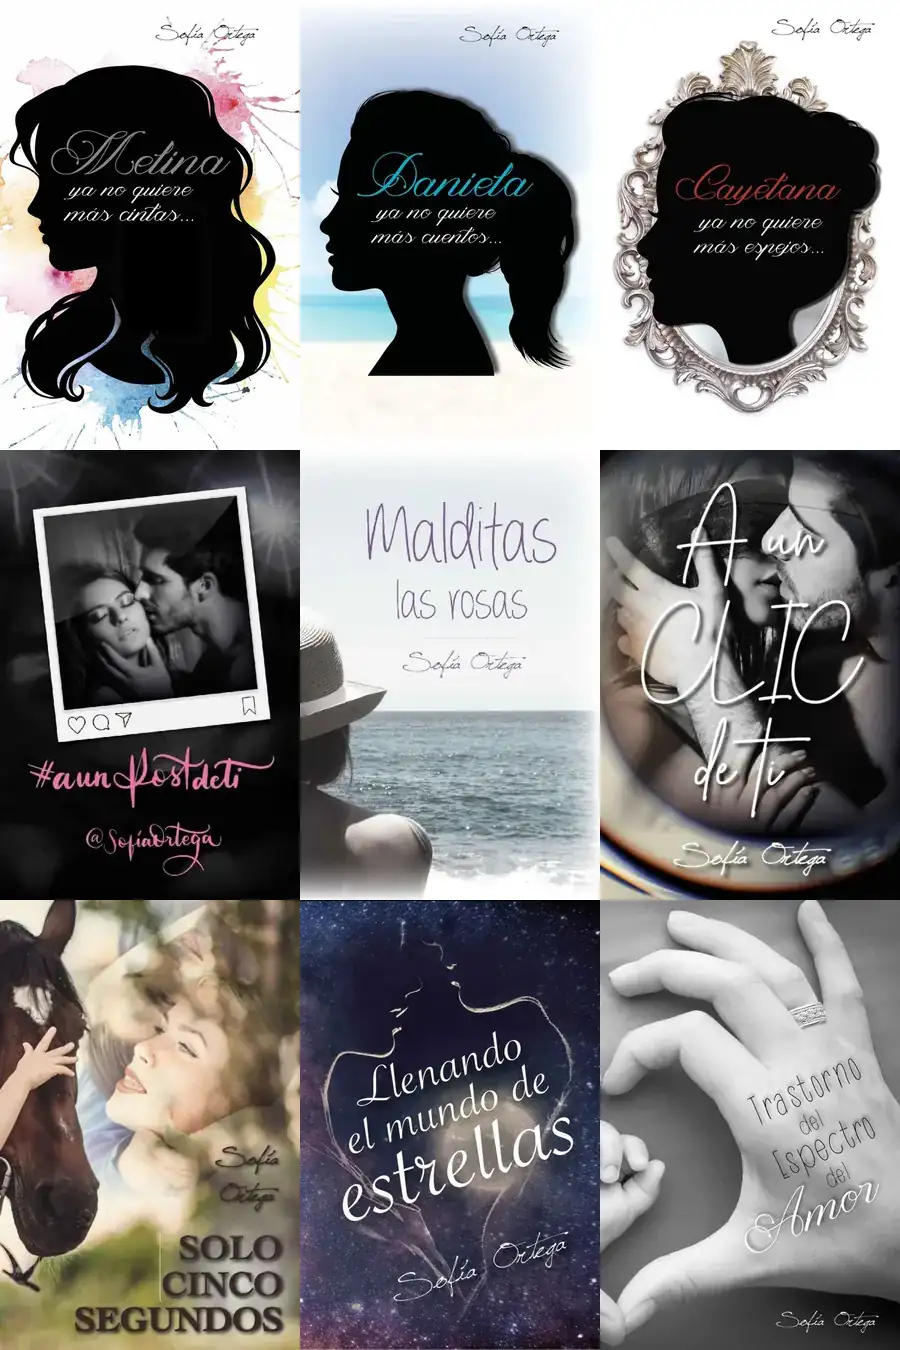 Sofía Ortega
Melina
ya no quiere
más cintas...
Sofía Ortega
Daniela
ya no quiere
más cuentos...
Sofía Ortega
Cayetana
ya no quiere
más espejos...
#aunPostdeti
@SofíaOrtega
Malditas
las rosas
Sofía Ortega
A un
CLIC
de ti
Sofía Ortega
Sofía
Ortega
SOLO
CINCO
SEGUNDOS
Llenando
el mundo de
estrellas
Sofía Ortega
Trastorno
del
Espectro
del
Amor
Sofía Ortega